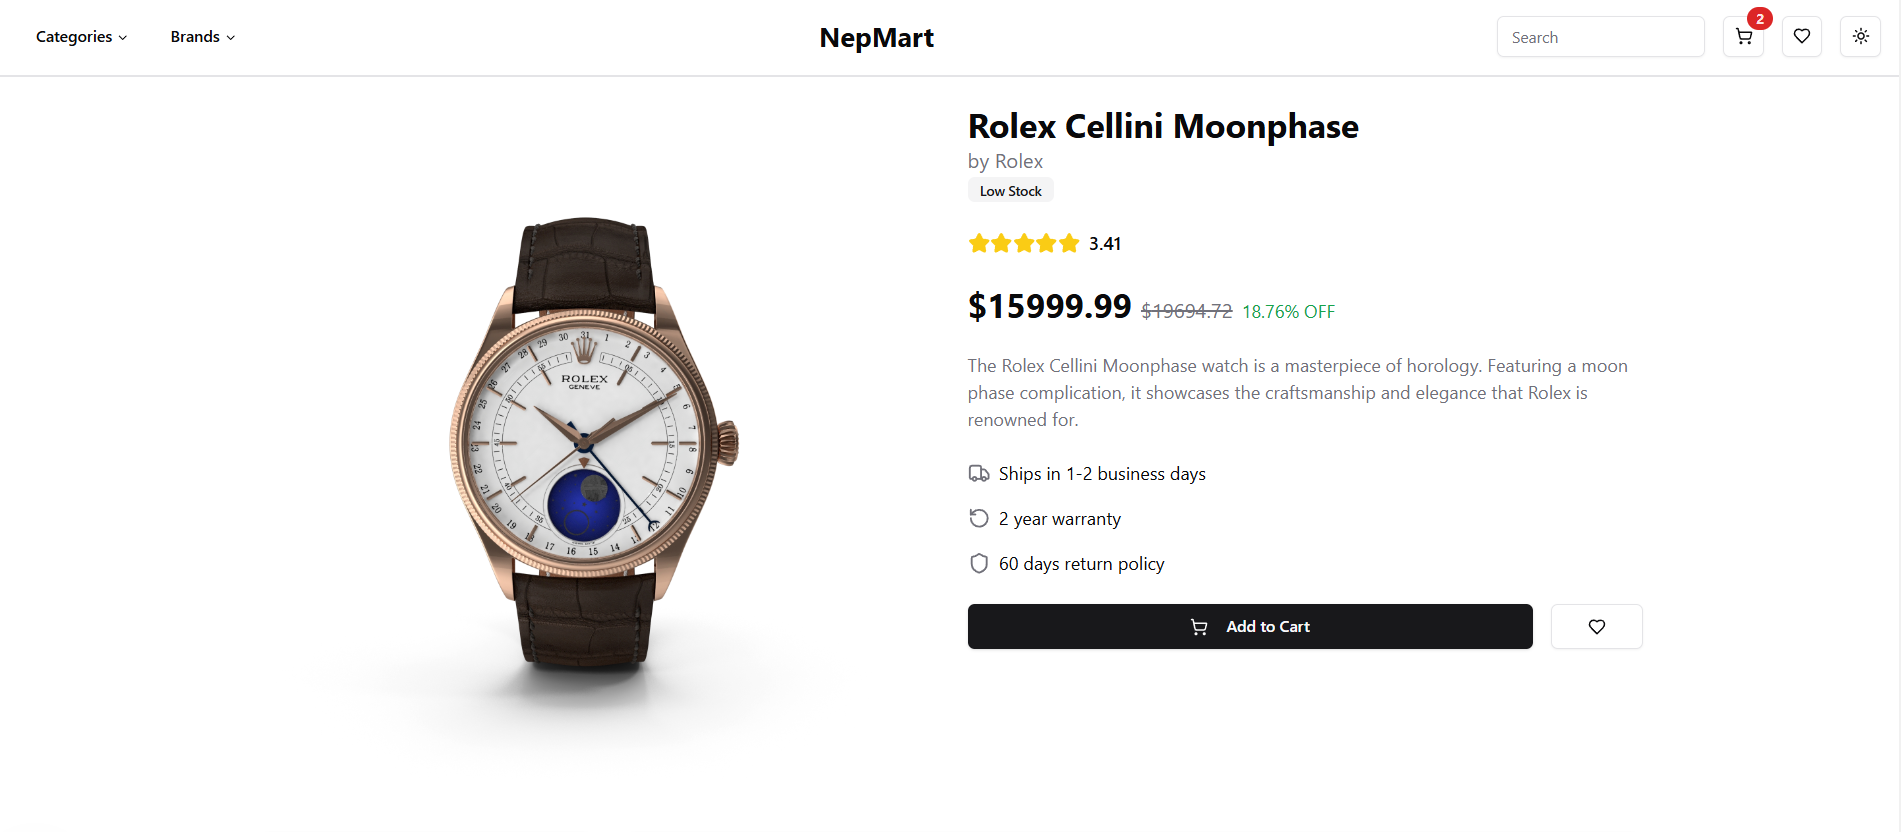 Categories
Brands
NepMart
Search
2
Rolex Cellini Moonphase
by Rolex
Low Stock
3.41
$15999.99 $19694.72 18.76% OFF
The Rolex Cellini Moonphase watch is a masterpiece of horology. Featuring a moon
phase complication, it showcases the craftsmanship and elegance that Rolex is
renowned for.
Ships in 1-2 business days
2 year warranty
60 days return policy
Add to Cart
ROLEX
GENEVE